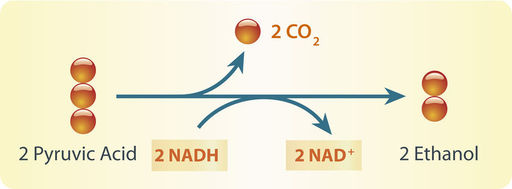 2 CO₂
2 Pyruvic Acid
2 NADH
2 NAD⁺
2 Ethanol